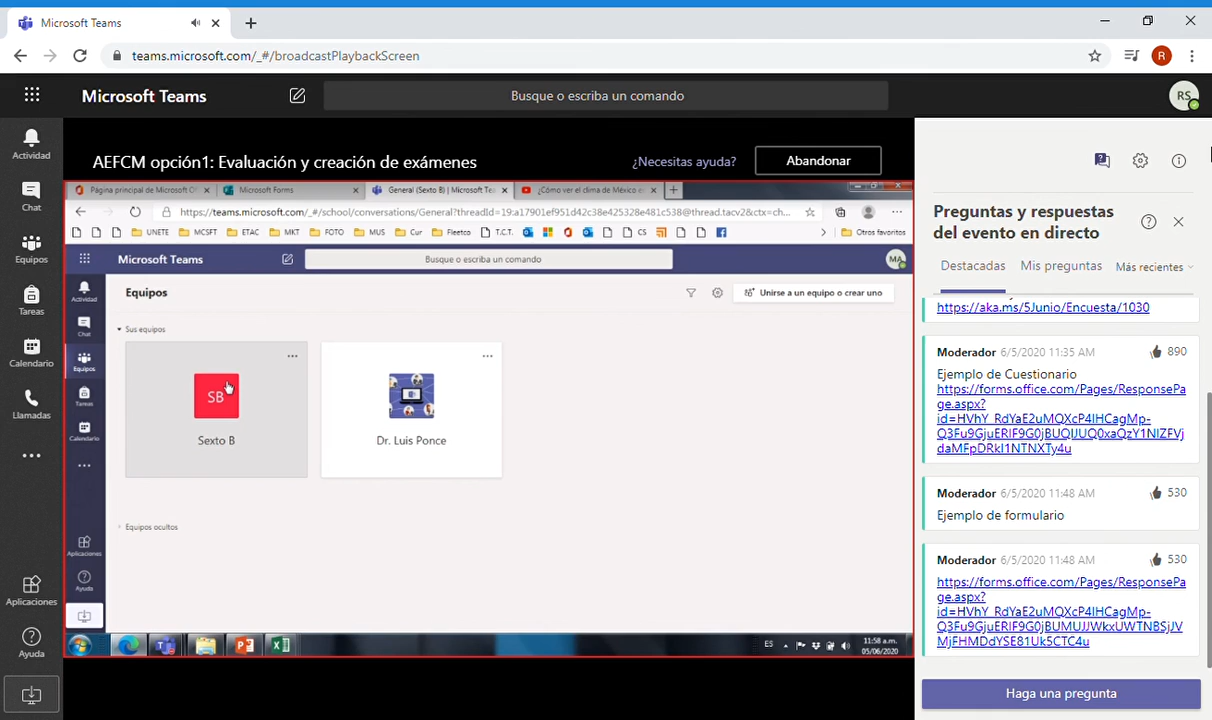 Microsoft Teams
teams.microsoft.com/_#/broadcastPlaybackScreen
R
Microsoft Teams
Busque o escriba un comando
RS
Actividad
Chat
Equipos
Tareas
Calendario
Llamadas
Aplicaciones
Ayuda
AEFCM opción1: Evaluación y creación de exámenes
¿Necesitas ayuda?
Abandonar
Página principal de Microsoft Of
Microsoft Forms
General (Sexto B) | Microsoft Te
¿Cómo ver el clima de México e
https://teams.microsoft.com/_#/school/conversations/General?threadId=19:a17901ef951d42c38e425328e481c538@thread.tacv2&ctx=ch...
UNETE
MCSFT
ETAC
MKT
FOTO
MUS
Cur
Fleetco
T.C.T.
CS
Otros favoritos
Microsoft Teams
Busque o escriba un comando
MA
Actividad
Chat
Equipos
Tareas
Calendario
Aplicaciones
Ayuda
Equipos
Unirse a un equipo o crear uno
Sus equipos
SB
Sexto B
Dr. Luis Ponce
Equipos ocultos
ES
11:58 a.m.
05/06/2020
Preguntas y respuestas
del evento en directo
Destacadas
Mis preguntas
Más recientes
https://aka.ms/5Junio/Encuesta/1030
Moderador 6/5/2020 11:35 AM 890
Ejemplo de Cuestionario
https://forms.office.com/Pages/ResponsePa
ge.aspx?
id=HVhY_RdYaE2uMQXcP4IHCagMp-
Q3Fu9GjuERlF9G0jBUQlJUQ0xaQzY1NlZFVj
daMFpDRkI1NTNXTy4u
Moderador 6/5/2020 11:48 AM 530
Ejemplo de formulario
Moderador 6/5/2020 11:48 AM 530
https://forms.office.com/Pages/ResponsePa
ge.aspx?
id=HVhY_RdYaE2uMQXcP4IHCagMp-
Q3Fu9GjuERlF9G0jBUMUJJWkxUWTNBSjJV
MjFHMDdYSE81Uk5CTC4u
Haga una pregunta